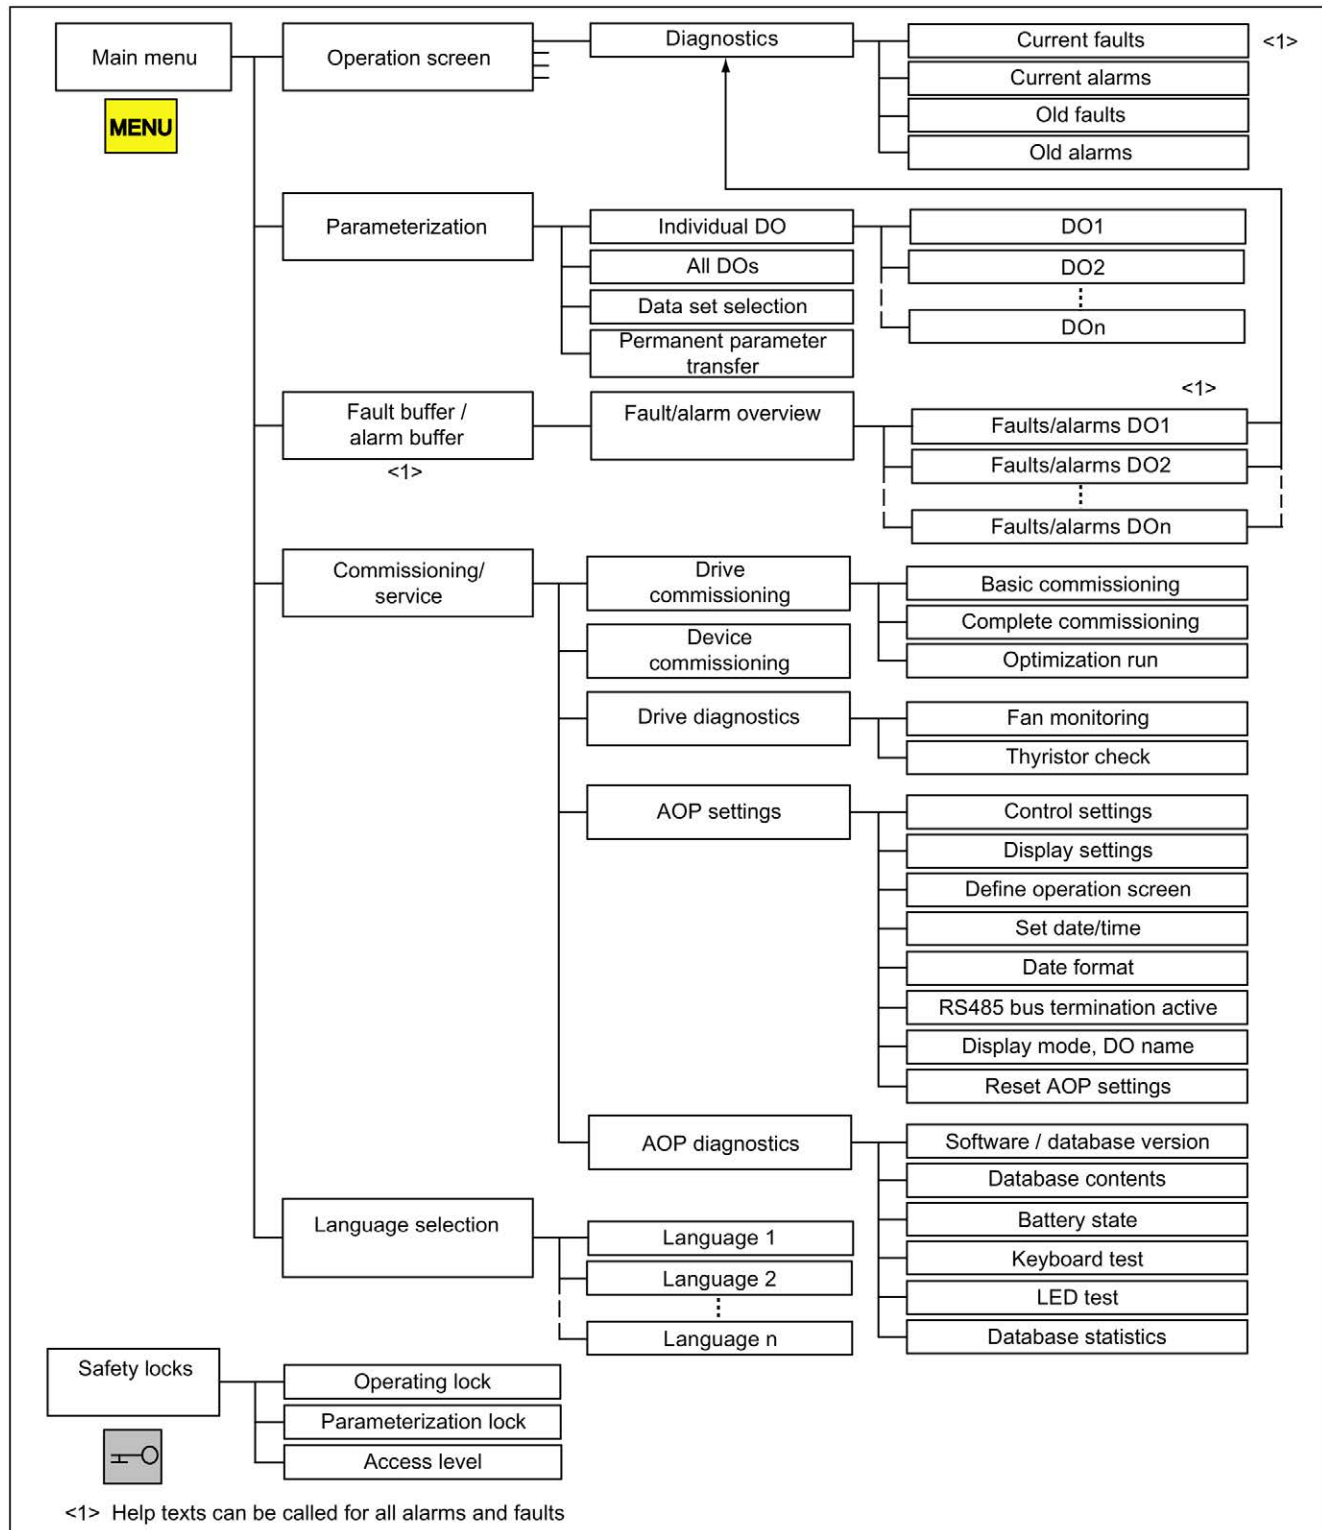 Main menu
MENU
Operation screen
Diagnostics
Current faults
<1>
Current alarms
Old faults
Old alarms
Parameterization
Individual DO
All DOs
Data set selection
Permanent parameter
transfer
DO1
DO2
DOn
Fault buffer /
alarm buffer
<1>
Fault/alarm overview
<1>
Faults/alarms DO1
Faults/alarms DO2
Faults/alarms DOn
Commissioning/
service
Drive
commissioning
Basic commissioning
Complete commissioning
Optimization run
Device
commissioning
Drive diagnostics
Fan monitoring
Thyristor check
AOP settings
Control settings
Display settings
Define operation screen
Set date/time
Date format
RS485 bus termination active
Display mode, DO name
Reset AOP settings
AOP diagnostics
Software / database version
Database contents
Battery state
Keyboard test
LED test
Database statistics
Language selection
Language 1
Language 2
Language n
Safety locks
Operating lock
Parameterization lock
Access level
<1> Help texts can be called for all alarms and faults